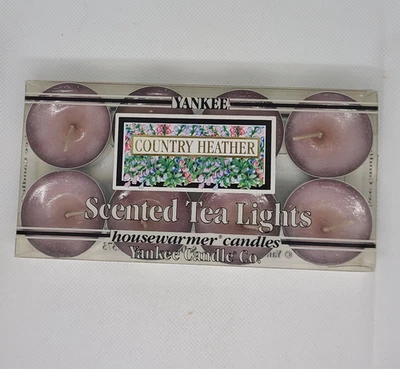 YANKEE
COUNTRY HEATHER
Scented Tea Lights
housewarmer® candles
Yankee Candle Co.